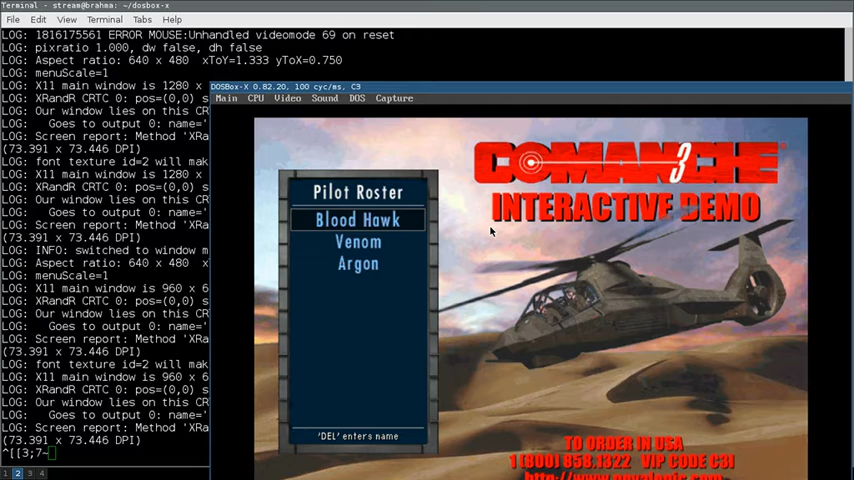 Terminal - stream@brahma: ~/dosbox-x
File Edit View Terminal Tabs Help
LOG: 1816175561 ERROR MOUSE:Unhandled videomode 69 on reset
LOG: pixratio 1.000, dw false, dh false
LOG: Aspect ratio: 640 x 480 xToY=1.333 yToX=0.750
LOG: menuScale=1
LOG: X11 main window is 1280 x
LOG: XRandR CRTC 0: pos=(0,0) s
LOG: Our window lies on this CR
LOG: Goes to output 0: name='
LOG: Screen report: Method 'XRa
(73.391 x 73.446 DPI)
LOG: font texture id=2 will mak
LOG: X11 main window is 1280 x
LOG: XRandR CRTC 0: pos=(0,0) s
LOG: Our window lies on this CR
LOG: Goes to output 0: name='
LOG: Screen report: Method 'XRa
(73.391 x 73.446 DPI)
LOG: INFO: switched to window m
LOG: Aspect ratio: 640 x 480 x
LOG: menuScale=1
LOG: X11 main window is 960 x 6
LOG: XRandR CRTC 0: pos=(0,0) s
LOG: Our window lies on this CR
LOG: Goes to output 0: name='
LOG: Screen report: Method 'XRa
(73.391 x 73.446 DPI)
LOG: font texture id=2 will mak
LOG: X11 main window is 960 x 6
LOG: XRandR CRTC 0: pos=(0,0) s
LOG: Our window lies on this CR
LOG: Goes to output 0: name='
LOG: Screen report: Method 'XRa
(73.391 x 73.446 DPI)
^[[3;7~
1 2 3 4
DOSBox-X 0.82.20, 100 cyc/ms, C3
Main CPU Video Sound DOS Capture
COMANCHE 3
INTERACTIVE DEMO
Pilot Roster
Blood Hawk
Venom
Argon
'DEL' enters name
TO ORDER IN USA
1 (800) 858.1322 VIP CODE C3I
http://www.novalogic.com